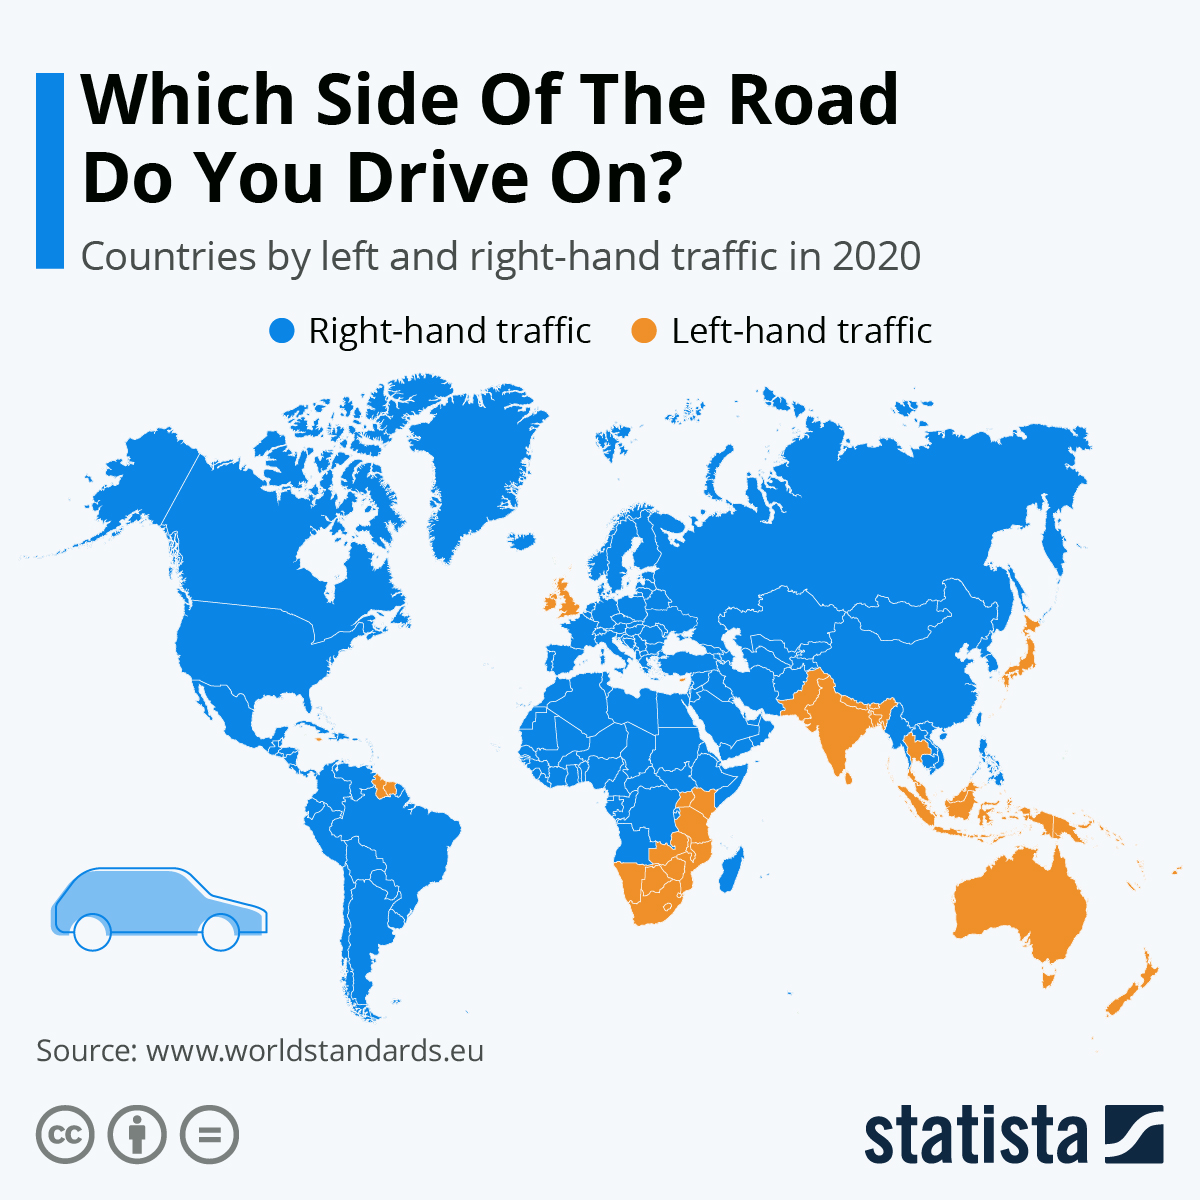 Which Side Of The Road
Do You Drive On?
Countries by left and right-hand traffic in 2020
Right-hand traffic
Left-hand traffic
Source: www.worldstandards.eu
cc
statista